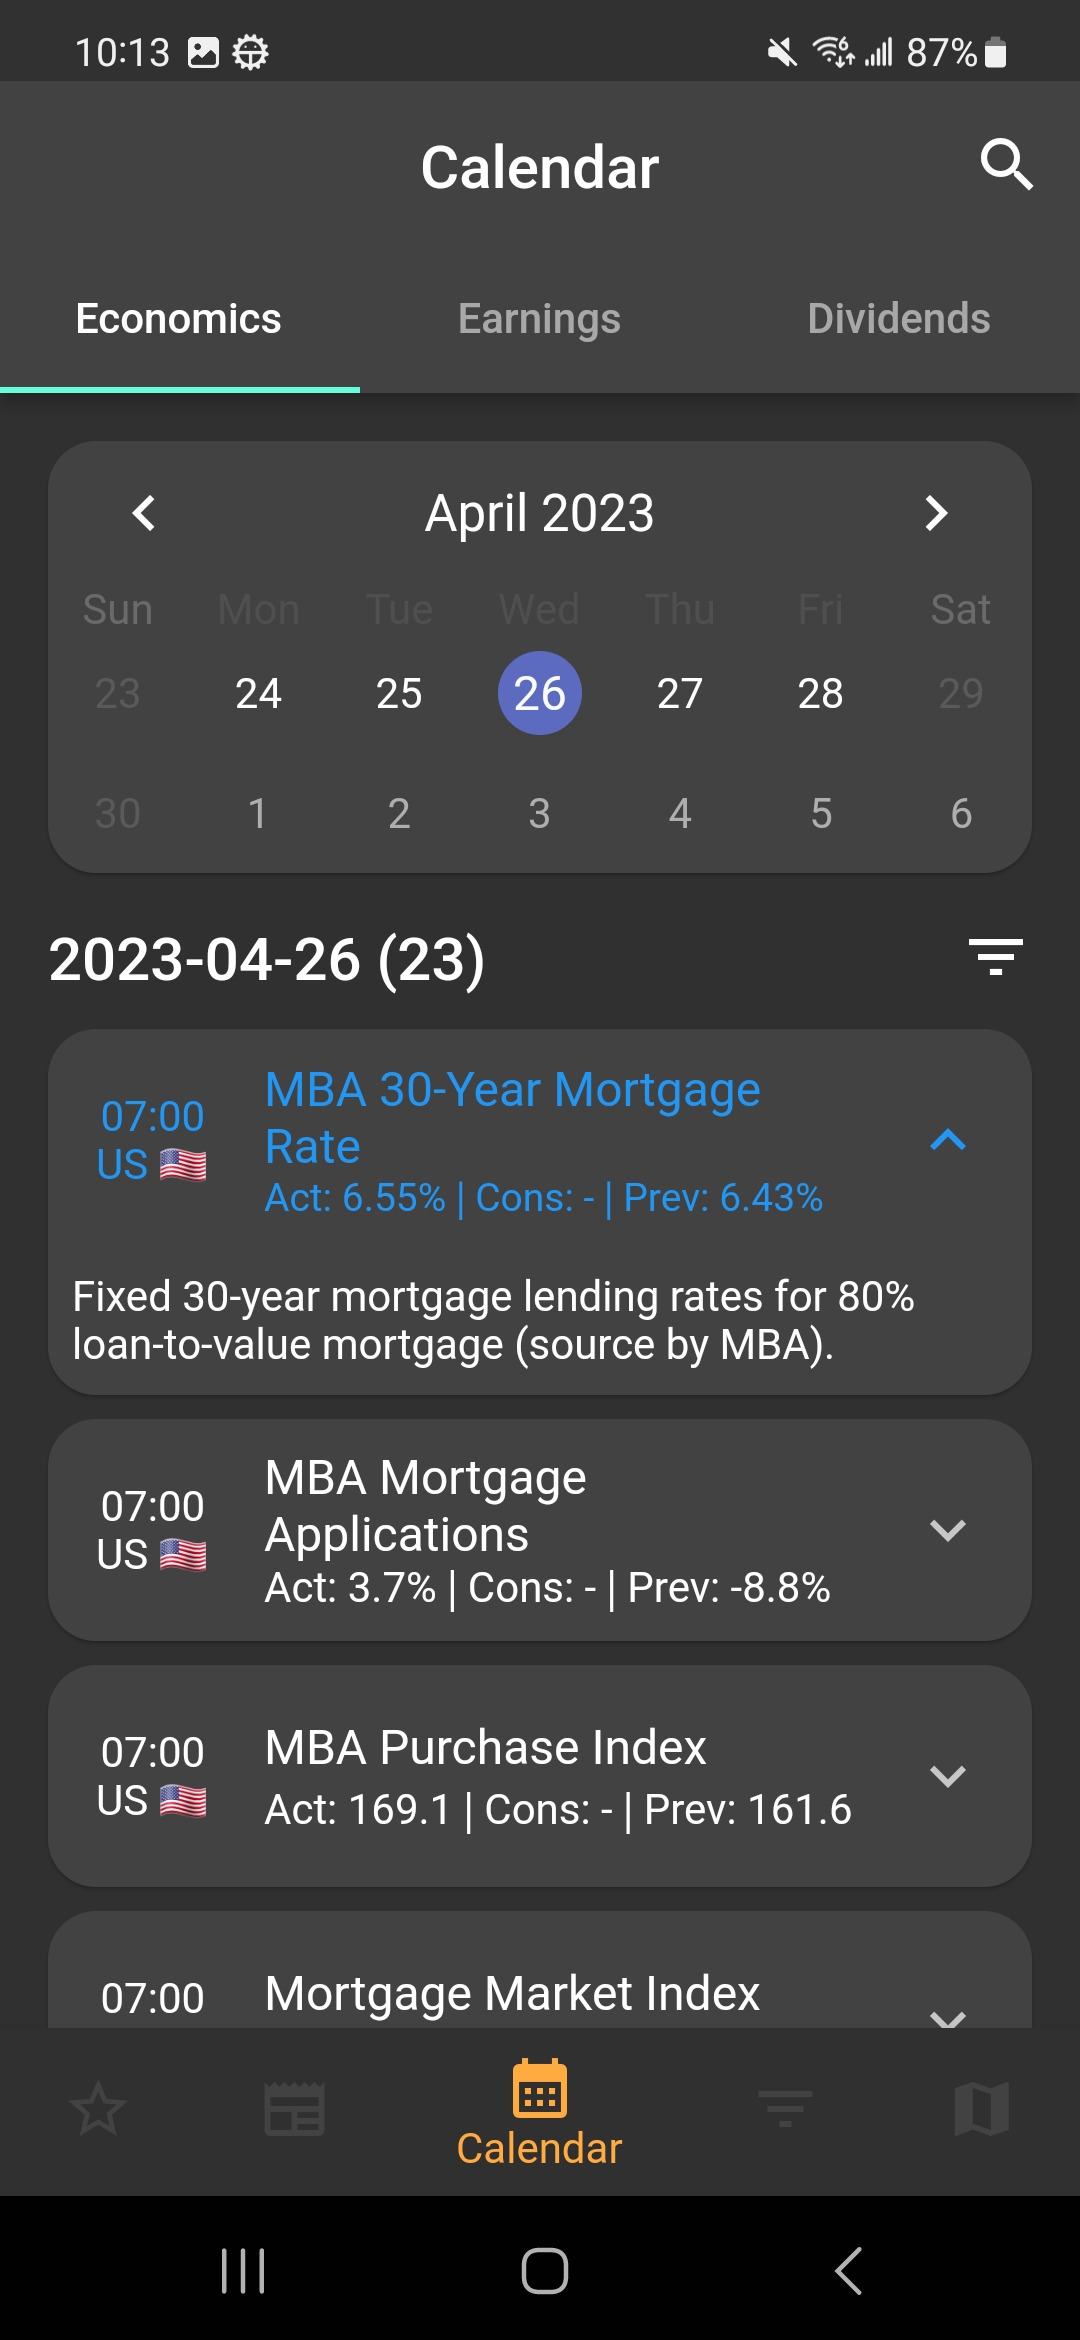 10:13
87%
Calendar
Economics Earnings Dividends
April 2023
Sun Mon Tue Wed Thu Fri Sat
23 24 25 26 27 28 29
30 1 2 3 4 5 6
2023-04-26 (23)
07:00
US
MBA 30-Year Mortgage
Rate
Act: 6.55% | Cons: - | Prev: 6.43%
Fixed 30-year mortgage lending rates for 80%
loan-to-value mortgage (source by MBA).
07:00
US
MBA Mortgage
Applications
Act: 3.7% | Cons: - | Prev: -8.8%
07:00
US
MBA Purchase Index
Act: 169.1 | Cons: - | Prev: 161.6
07:00
Mortgage Market Index
Calendar